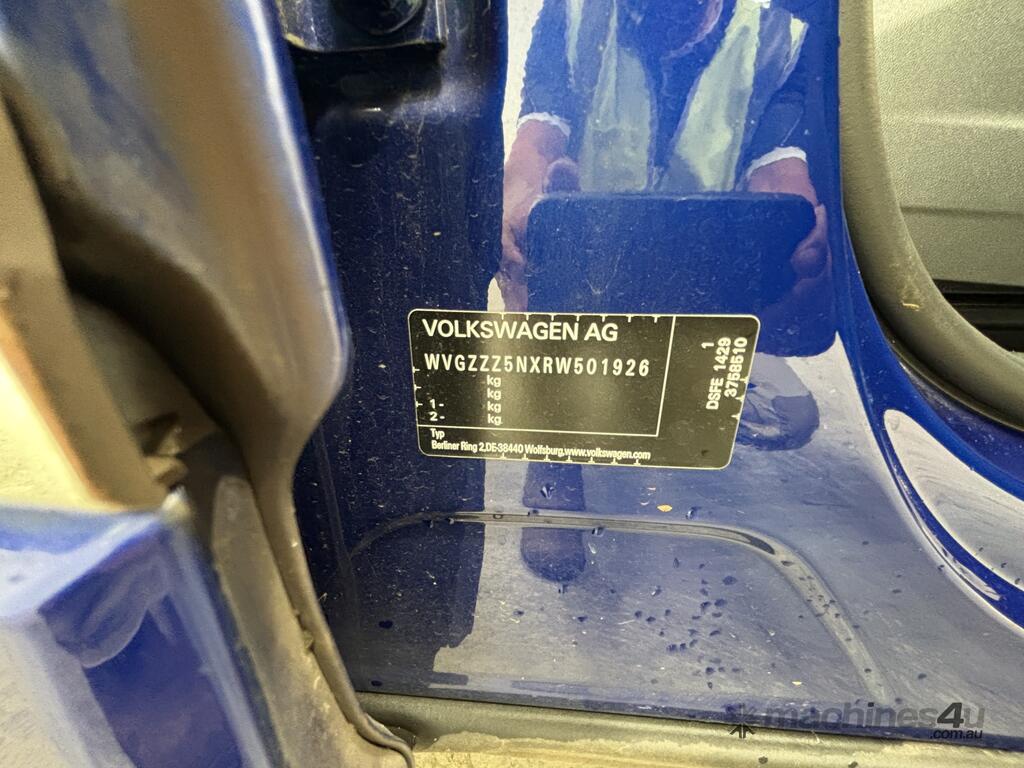 VOLKSWAGEN AG
WVGZZZ5NXRW501926
kg
kg
1- kg
2- kg
Typ
Berliner Ring 2,DE-38440 Wolfsburg,www.volkswagen.com
1
DSFE 1429
3758510
machines4u
.com.au